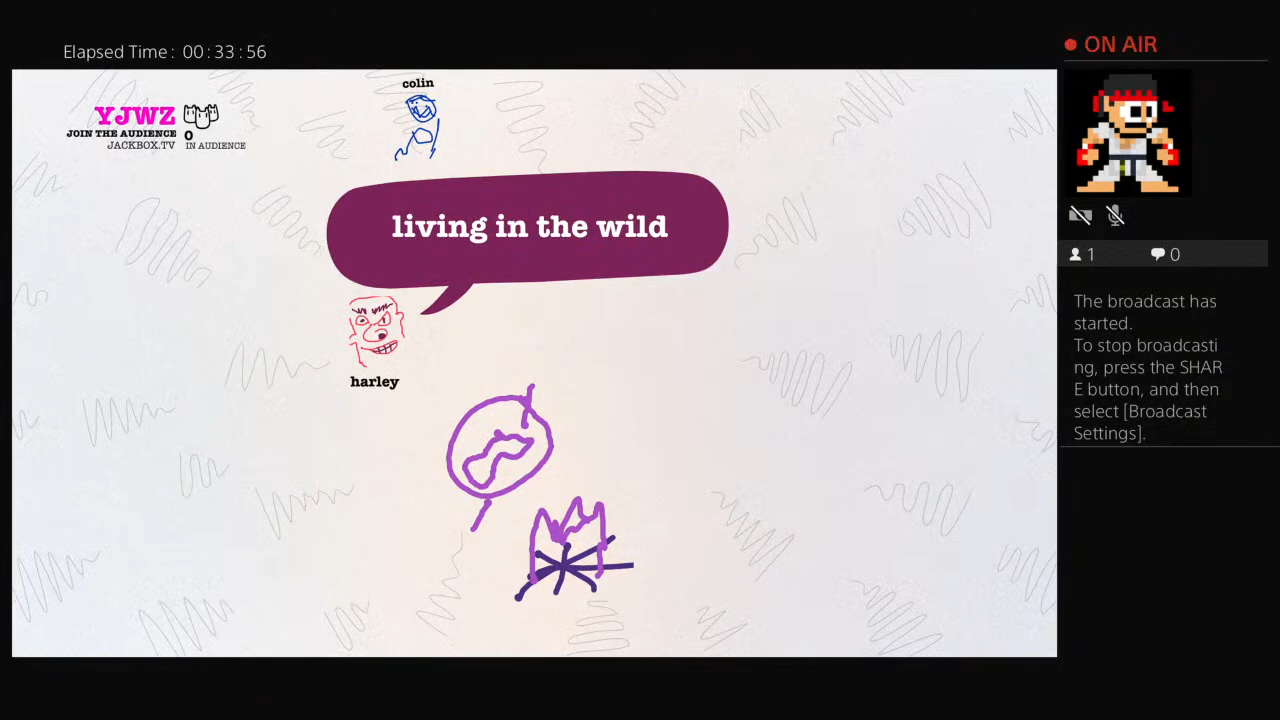 Elapsed Time: 00:33:56
ON AIR
colin
YJWZ
JOIN THE AUDIENCE
0
JACKBOX.TV
IN AUDIENCE
living in the wild
harley
1
0
The broadcast has
started.
To stop broadcasti
ng, press the SHAR
E button, and then
select [Broadcast
Settings].